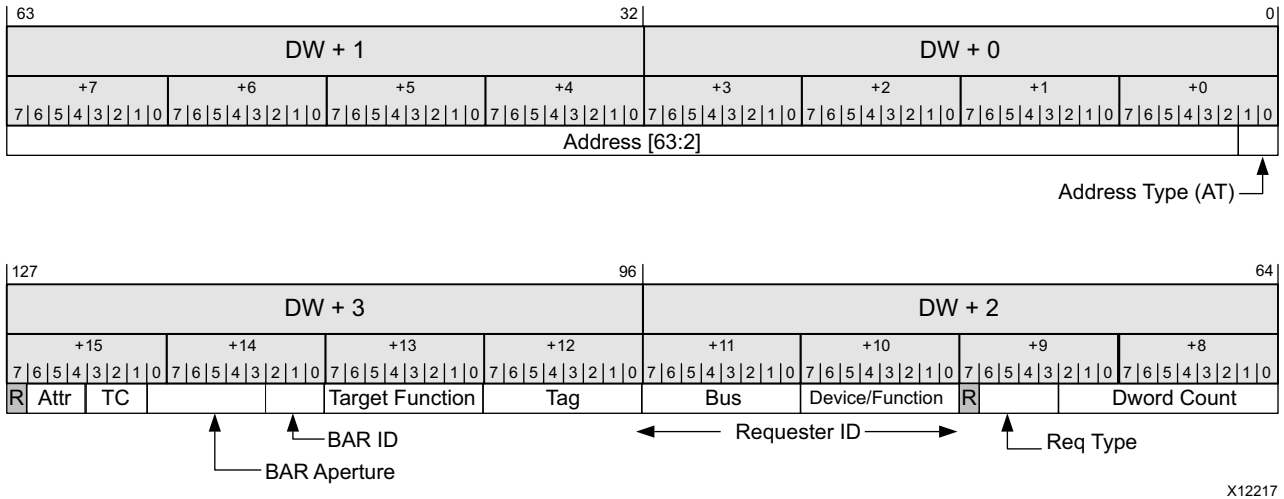 63 32 0
DW + 1 DW + 0
+7 +6 +5 +4 +3 +2 +1 +0
7 6 5 4 3 2 1 0 7 6 5 4 3 2 1 0 7 6 5 4 3 2 1 0 7 6 5 4 3 2 1 0 7 6 5 4 3 2 1 0 7 6 5 4 3 2 1 0 7 6 5 4 3 2 1 0 7 6 5 4 3 2 1 0
Address [63:2]
Address Type (AT)
127 96 64
DW + 3 DW + 2
+15 +14 +13 +12 +11 +10 +9 +8
7 6 5 4 3 2 1 0 7 6 5 4 3 2 1 0 7 6 5 4 3 2 1 0 7 6 5 4 3 2 1 0 7 6 5 4 3 2 1 0 7 6 5 4 3 2 1 0 7 6 5 4 3 2 1 0 7 6 5 4 3 2 1 0
R Attr TC Target Function Tag Bus Device/Function R Dword Count
BAR ID Requester ID Req Type
BAR Aperture
X12217